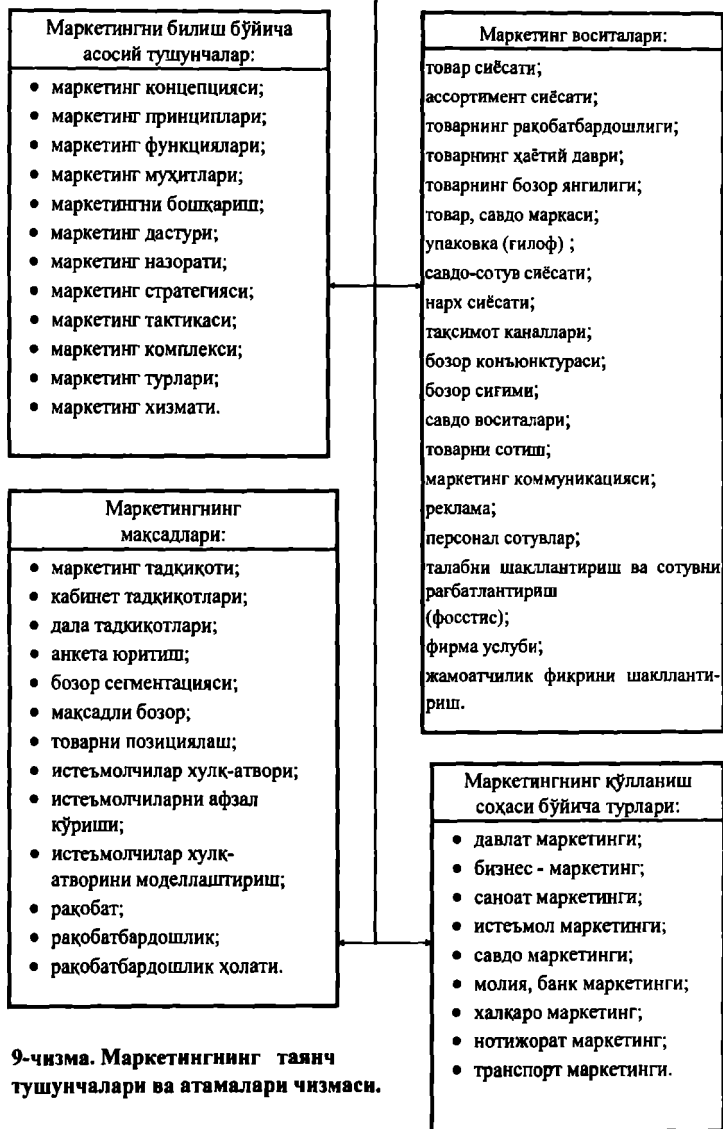 Маркетингни билиш бўйича
асосий тушунчалар:
• маркетинг концепцияси;
• маркетинг принциплари;
• маркетинг функциялари;
• маркетинг муҳитлари;
• маркетингни бошқариш;
• маркетинг дастури;
• маркетинг назорати;
• маркетинг стратегияси;
• маркетинг тактикаси;
• маркетинг комплекси;
• маркетинг турлари;
• маркетинг хизмати.
Маркетинг воситалари:
товар сиёсати;
ассортимент сиёсати;
товарнинг рақобатбардошлиги;
товарнинг ҳаётий даври;
товарнинг бозор янгилиги;
товар, савдо маркаси;
упаковка (ғилоф) ;
савдо-сотув сиёсати;
нарх сиёсати;
тақсимот каналлари;
бозор конъюнктураси;
бозор сиғими;
савдо воситалари;
товарни сотиш;
маркетинг коммуникацияси;
реклама;
персонал сотувлар;
талабни шакллантириш ва сотувни
рағбатлантириш
(фосстис);
фирма услуби;
жамоатчилик фикрини шаклланти-
риш.
Маркетингнинг
мақсадлари:
• маркетинг тадқиқоти;
• кабинет тадқиқотлари;
• дала тадқиқотлари;
• анкета юритиш;
• бозор сегментацияси;
• мақсадли бозор;
• товарни позициялаш;
• истеъмолчилар хулқ-атвори;
• истеъмолчиларни афзал
кўриши;
• истеъмолчилар хулқ-
атворини моделлаштириш;
• рақобат;
• рақобатбардошлик;
• рақобатбардошлик ҳолати.
Маркетингнинг қўлланиш
соҳаси бўйича турлари:
• давлат маркетинги;
• бизнес - маркетинг;
• саноат маркетинги;
• истеъмол маркетинги;
• савдо маркетинги;
• молия, банк маркетинги;
• халқаро маркетинг;
• нотижорат маркетинг;
• транспорт маркетинги.
9-чизма. Маркетингнинг таянч
тушунчалари ва атамалари чизмаси.